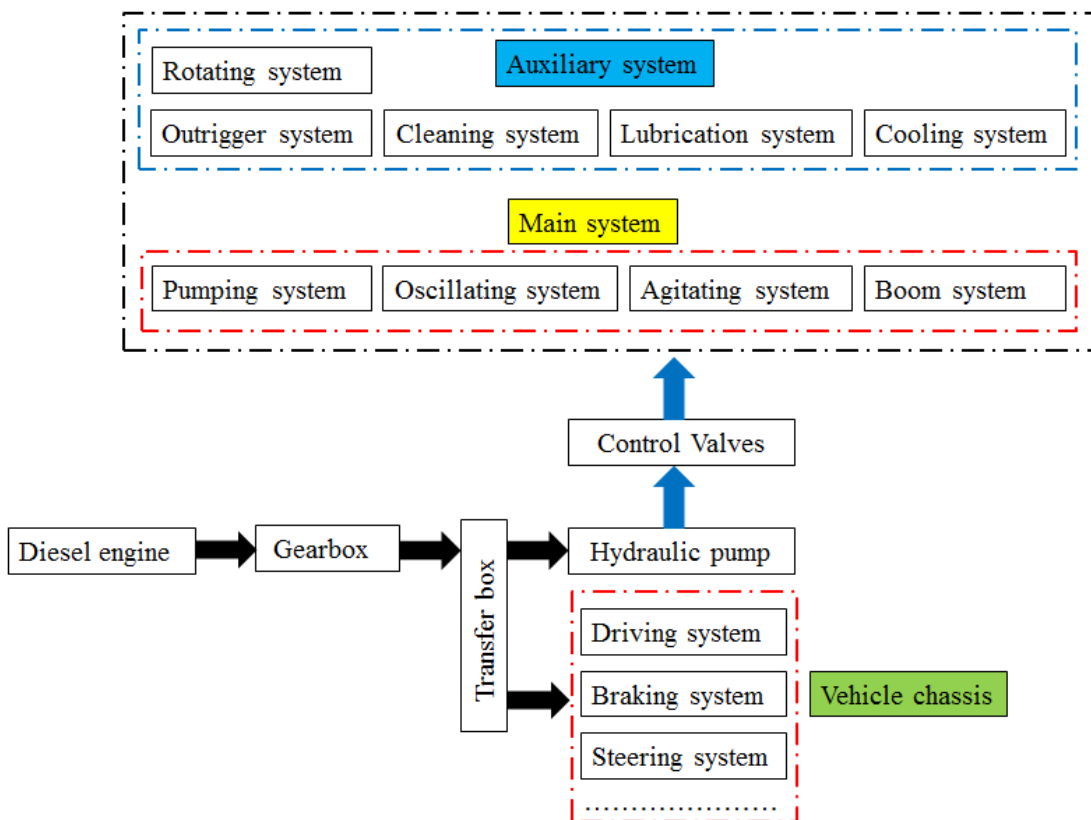 Auxiliary system
Rotating system
Outrigger system
Cleaning system
Lubrication system
Cooling system
Main system
Pumping system
Oscillating system
Agitating system
Boom system
Control Valves
Diesel engine
Gearbox
Transfer box
Hydraulic pump
Driving system
Braking system
Vehicle chassis
Steering system
.....................